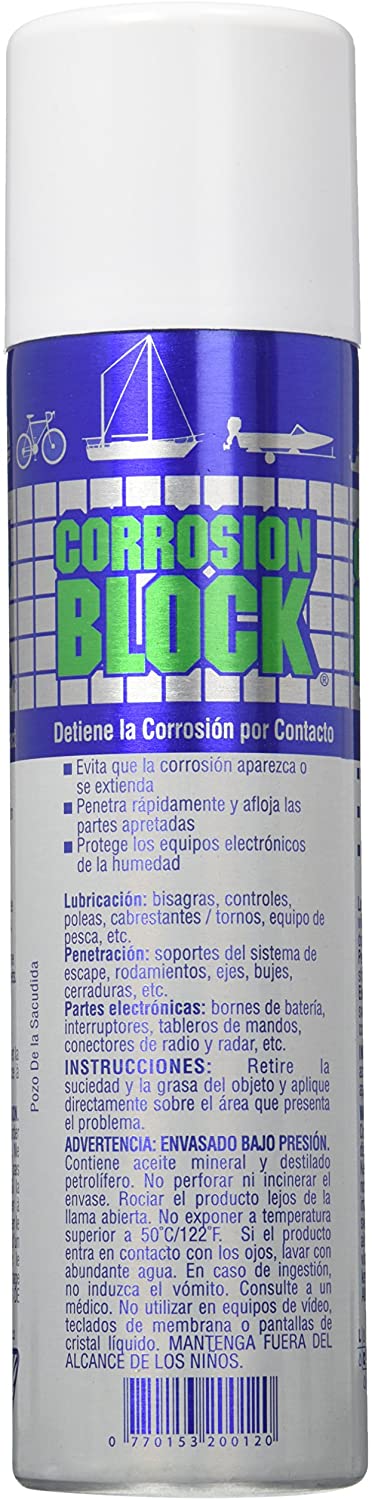 CORROSION
BLOCK®
Detiene la Corrosión por Contacto
■ Evita que la corrosión aparezca o
se extienda
■ Penetra rápidamente y afloja las
partes apretadas
■ Protege los equipos electrónicos
de la humedad
Lubricación: bisagras, controles,
poleas, cabrestantes / tornos, equipo de
pesca, etc.
Penetración: soportes del sistema de
escape, rodamientos, ejes, bujes,
cerraduras, etc.
Partes electrónicas: bornes de batería,
interruptores, tableros de mandos,
conectores de radio y radar, etc.
INSTRUCCIONES: Retire la
suciedad y la grasa del objeto y aplique
directamente sobre el área que presenta
el problema.
ADVERTENCIA: ENVASADO BAJO PRESIÓN.
Contiene aceite mineral y destilado
petrolífero. No perforar ni incinerar el
envase. Rociar el producto lejos de la
llama abierta. No exponer a temperatura
superior a 50°C/122°F. Si el producto
entra en contacto con los ojos, lavar con
abundante agua. En caso de ingestión,
no induzca el vómito. Consulte a un
médico. No utilizar en equipos de vídeo,
teclados de membrana o pantallas de
cristal líquido. MANTENGA FUERA DEL
ALCANCE DE LOS NIÑOS.
Pozo De la Sacudida
0 770153 200120